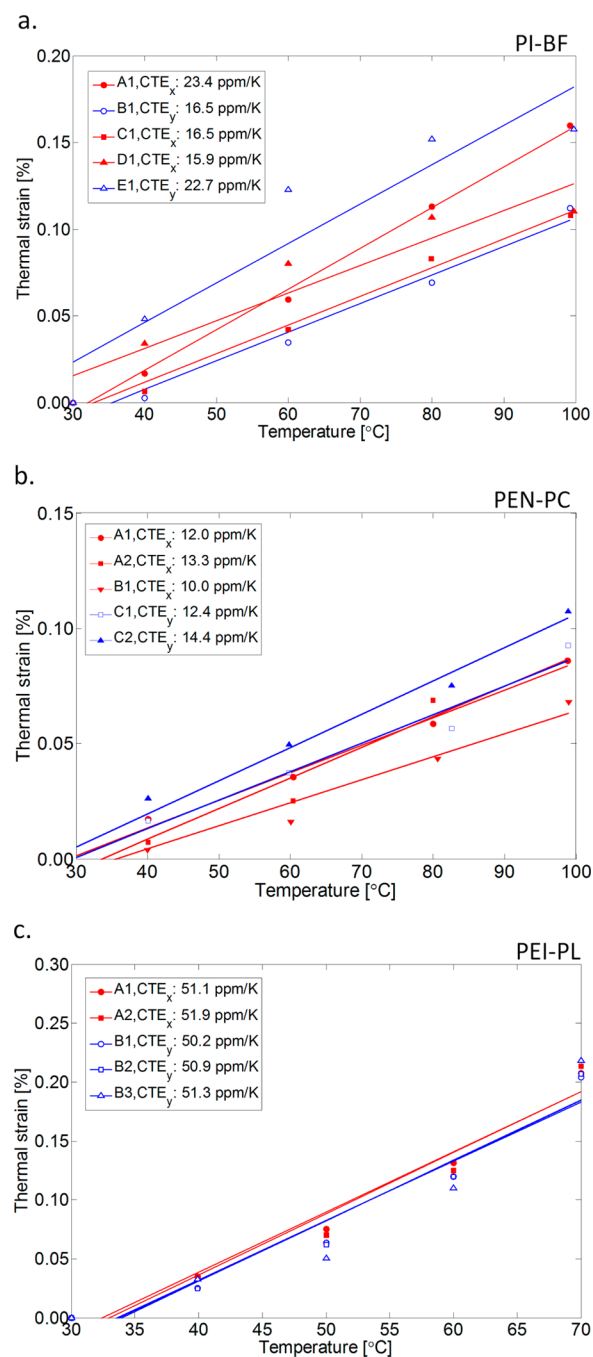 a.
PI-BF
0.20
A1,CTEx: 23.4 ppm/K
B1,CTEy: 16.5 ppm/K
C1,CTEx: 16.5 ppm/K
D1,CTEx: 15.9 ppm/K
E1,CTEy: 22.7 ppm/K
0.15
0.10
0.05
0.00
Thermal strain [%]
30 40 50 60 70 80 90 100
Temperature [°C]
b.
PEN-PC
0.15
A1,CTEx: 12.0 ppm/K
A2,CTEx: 13.3 ppm/K
B1,CTEx: 10.0 ppm/K
C1,CTEy: 12.4 ppm/K
C2,CTEy: 14.4 ppm/K
0.10
0.05
0.00
Thermal strain [%]
30 40 50 60 70 80 90 100
Temperature [°C]
c.
PEI-PL
0.30
A1,CTEx: 51.1 ppm/K
A2,CTEx: 51.9 ppm/K
B1,CTEy: 50.2 ppm/K
B2,CTEy: 50.9 ppm/K
B3,CTEy: 51.3 ppm/K
0.25
0.20
0.15
0.10
0.05
0.00
Thermal strain [%]
30 35 40 45 50 55 60 65 70
Temperature [°C]